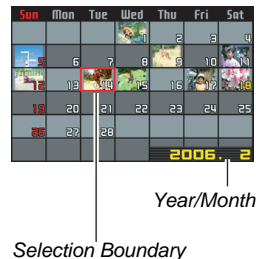 Sun Mon Tue Wed Thu Fri Sat
1 2 3 4
5 6 7 8 9 10 11
12 13 14 15 16 17 18
19 20 21 22 23 24 25
26 27 28
2006. 2
Year/Month
Selection Boundary